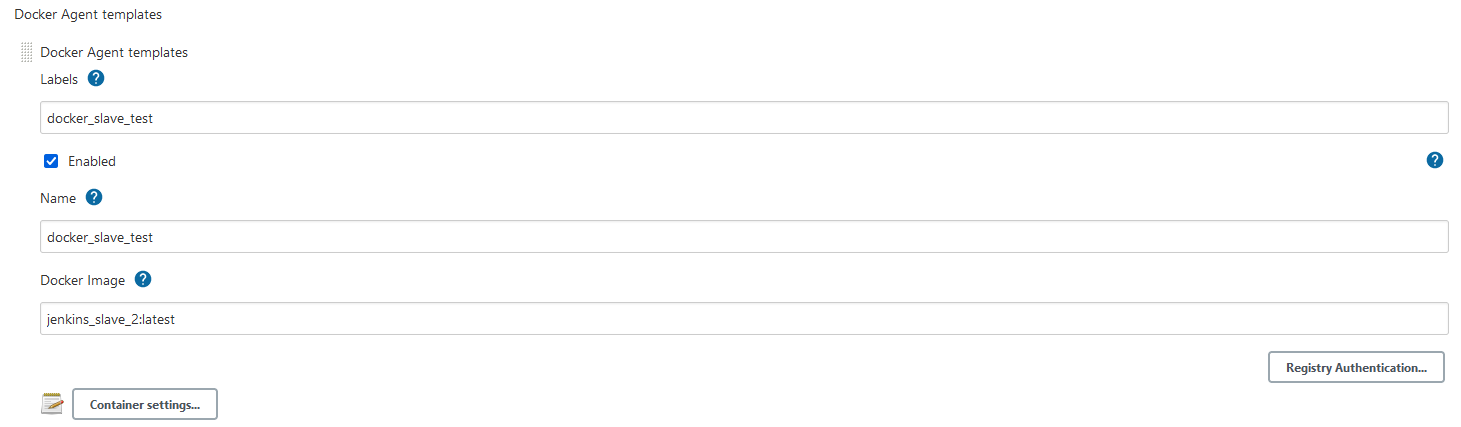 Docker Agent templates
Docker Agent templates
Labels ?
docker_slave_test
Enabled ?
Name ?
docker_slave_test
Docker Image ?
jenkins_slave_2:latest
Registry Authentication...
Container settings...